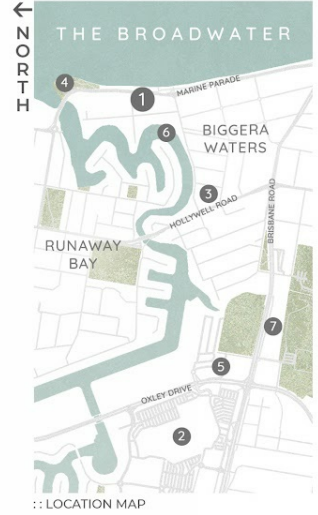 NORTH
THE BROADWATER
4
MARINE PARADE
1
6
BIGGERA
WATERS
3
HOLLYWELL ROAD
BRISBANE ROAD
RUNAWAY
BAY
7
5
OXLEY DRIVE
2
:: LOCATION MAP